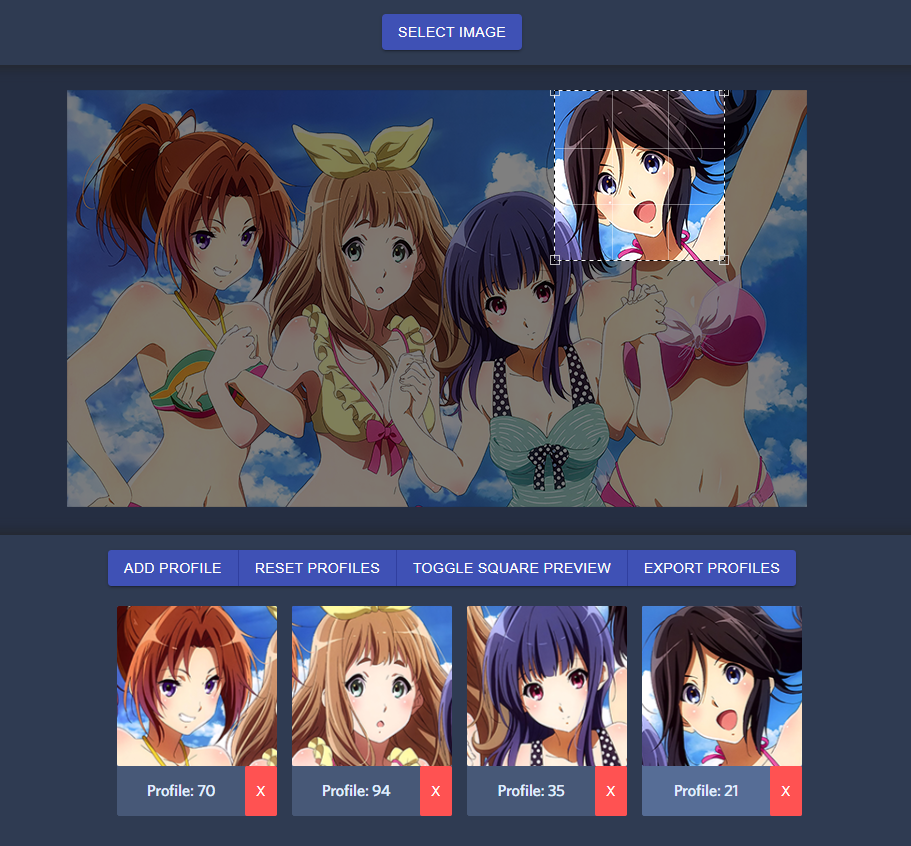 SELECT IMAGE
ADD PROFILE
RESET PROFILES
TOGGLE SQUARE PREVIEW
EXPORT PROFILES
Profile: 70
X
Profile: 94
X
Profile: 35
X
Profile: 21
X